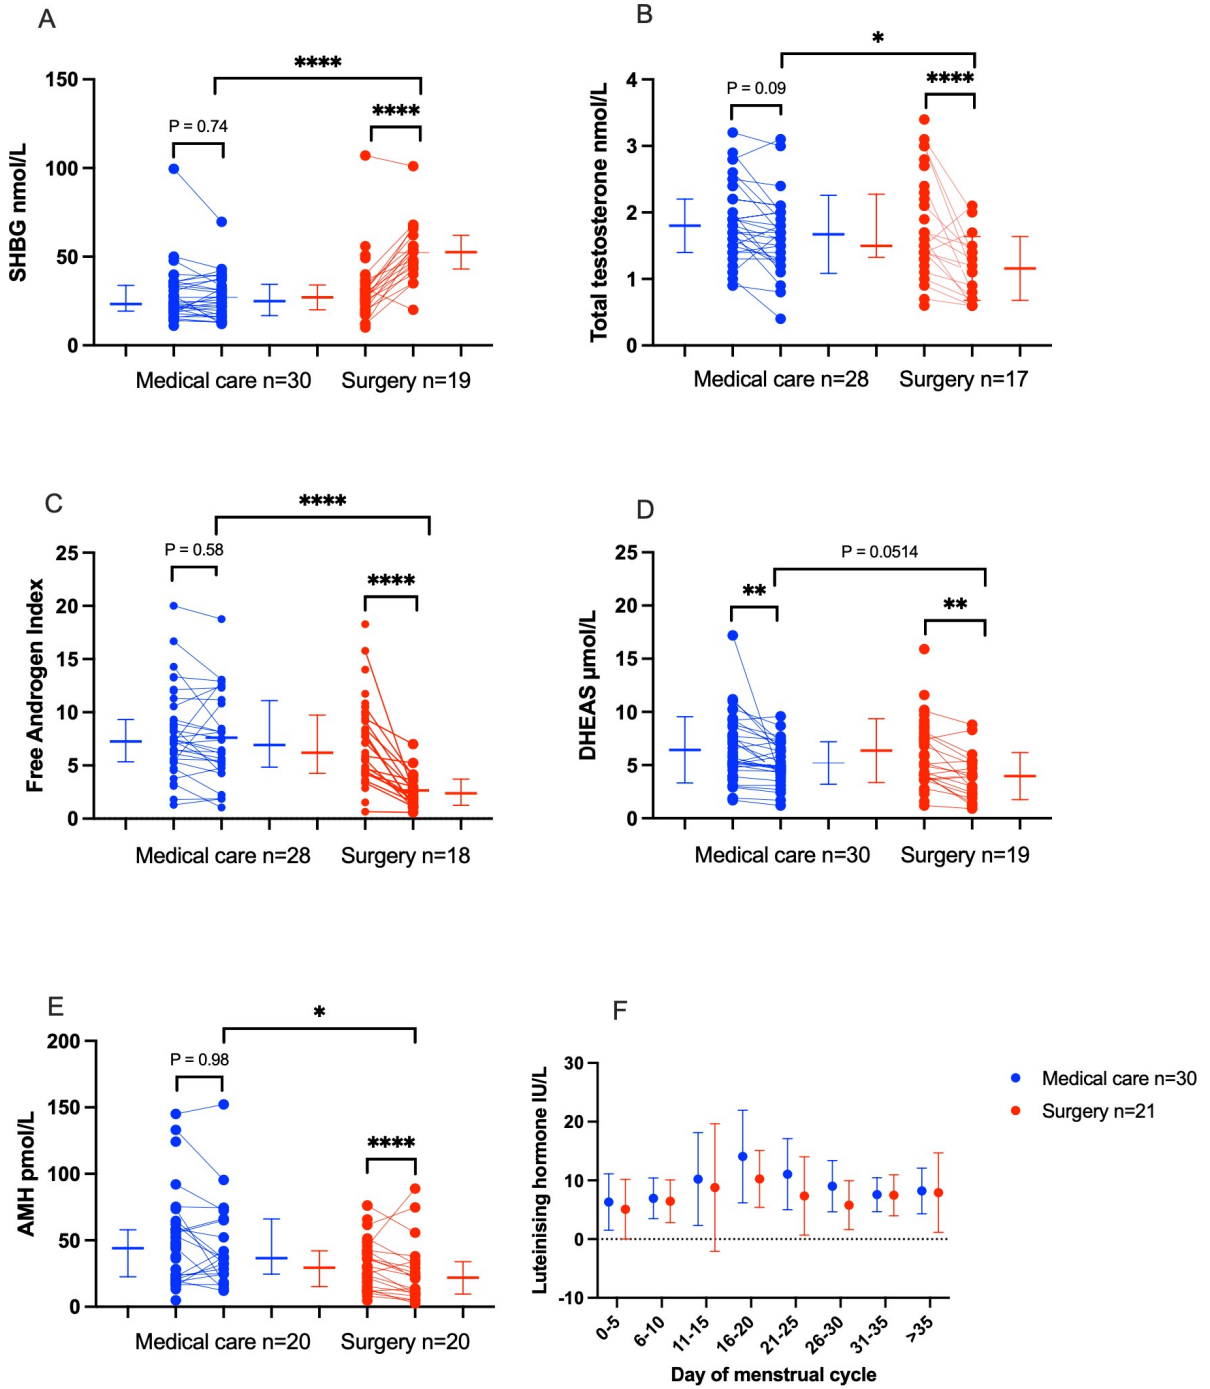 A
SHBG nmol/L
150
100
50
0
****
P = 0.74
****
Medical care n=30
Surgery n=19
B
Total testosterone nmol/L
4
3
2
1
0
*
P = 0.09
****
Medical care n=28
Surgery n=17
C
Free Androgen Index
25
20
15
10
5
0
****
P = 0.58
****
Medical care n=28
Surgery n=18
D
DHEAS µmol/L
25
20
15
10
5
0
P = 0.0514
**
**
Medical care n=30
Surgery n=19
E
AMH pmol/L
200
150
100
50
0
*
P = 0.98
****
Medical care n=20
Surgery n=20
F
Luteinising hormone IU/L
30
20
10
0
-10
0-5
6-10
11-15
16-20
21-25
26-30
31-35
>35
Day of menstrual cycle
Medical care n=30
Surgery n=21